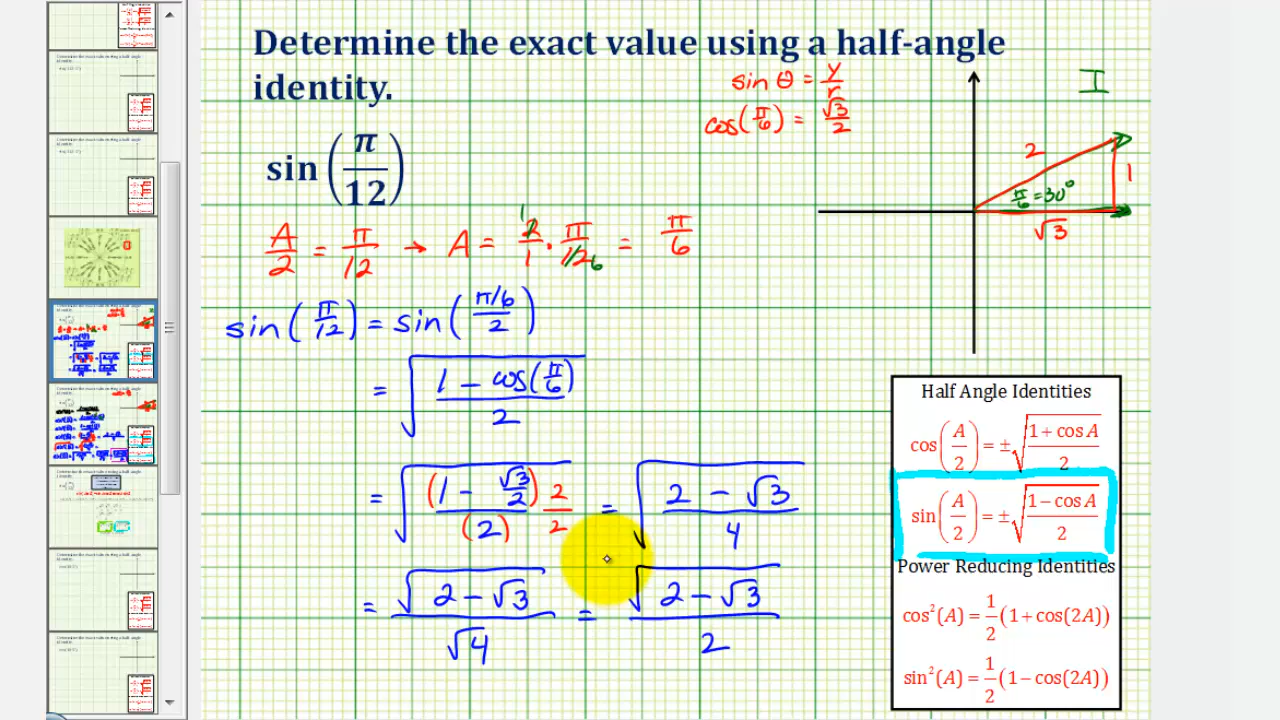 Determine the exact value using a half-angle
identity.
sin θ = y/r
cos(π/6) = √3/2
I
sin(π/12)
2
1
π/6 = 30°
√3
A/2 = π/12 → A = 2/1 · π/12 = π/6
1
6
sin(π/12) = sin((π/6)/2)
= √((1 − cos(π/6))/2)
= √((1 − √3/2)/(2) · 2/2) = √((2 − √3)/4)
= √(2 − √3)/√4 = √(2 − √3)/2
Half Angle Identities
cos(A/2) = ±√((1 + cos A)/2)
sin(A/2) = ±√((1 − cos A)/2)
Power Reducing Identities
cos²(A) = 1/2 (1 + cos(2A))
sin²(A) = 1/2 (1 − cos(2A))